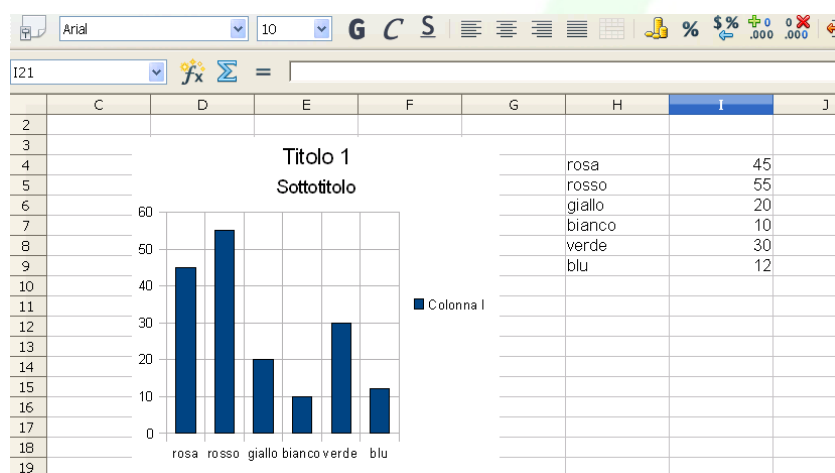 Arial 10 G C S % $% 0 .000 0 .000
I21 fx Σ =
C D E F G H I J
2
3
Titolo 1
4 rosa 45
Sottotitolo
5 rosso 55
6 giallo 20
60
7 bianco 10
8 verde 30
50
9 blu 12
10
40
11 Colonna I
12
30
13
14
20
15
16
10
17
0
18
rosa rosso giallo bianco verde blu
19